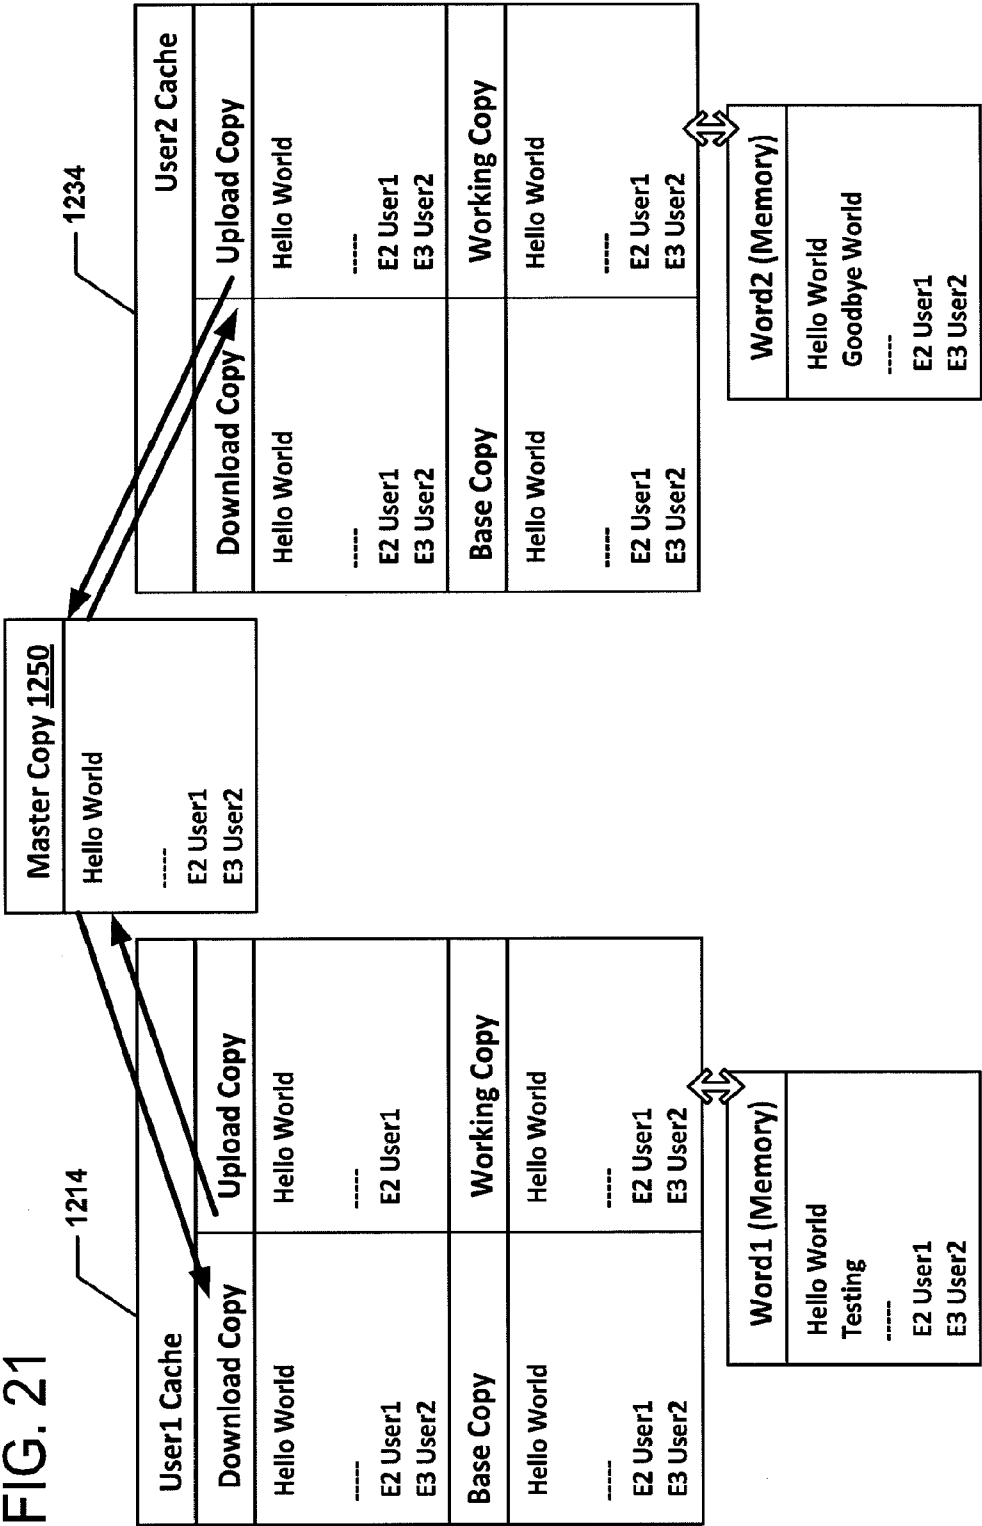 FIG. 21
Master Copy 1250
Hello World
-----
E2 User1
E3 User2
1214
User1 Cache
Download Copy
Hello World
-----
E2 User1
E3 User2
Upload Copy
Hello World
-----
E2 User1
Base Copy
Hello World
-----
E2 User1
E3 User2
Working Copy
Hello World
-----
E2 User1
E3 User2
Word1 (Memory)
Hello World
Testing
-----
E2 User1
E3 User2
1234
User2 Cache
Download Copy
Hello World
-----
E2 User1
E3 User2
Upload Copy
Hello World
-----
E2 User1
E3 User2
Base Copy
Hello World
-----
E2 User1
E3 User2
Working Copy
Hello World
-----
E2 User1
E3 User2
Word2 (Memory)
Hello World
Goodbye World
-----
E2 User1
E3 User2